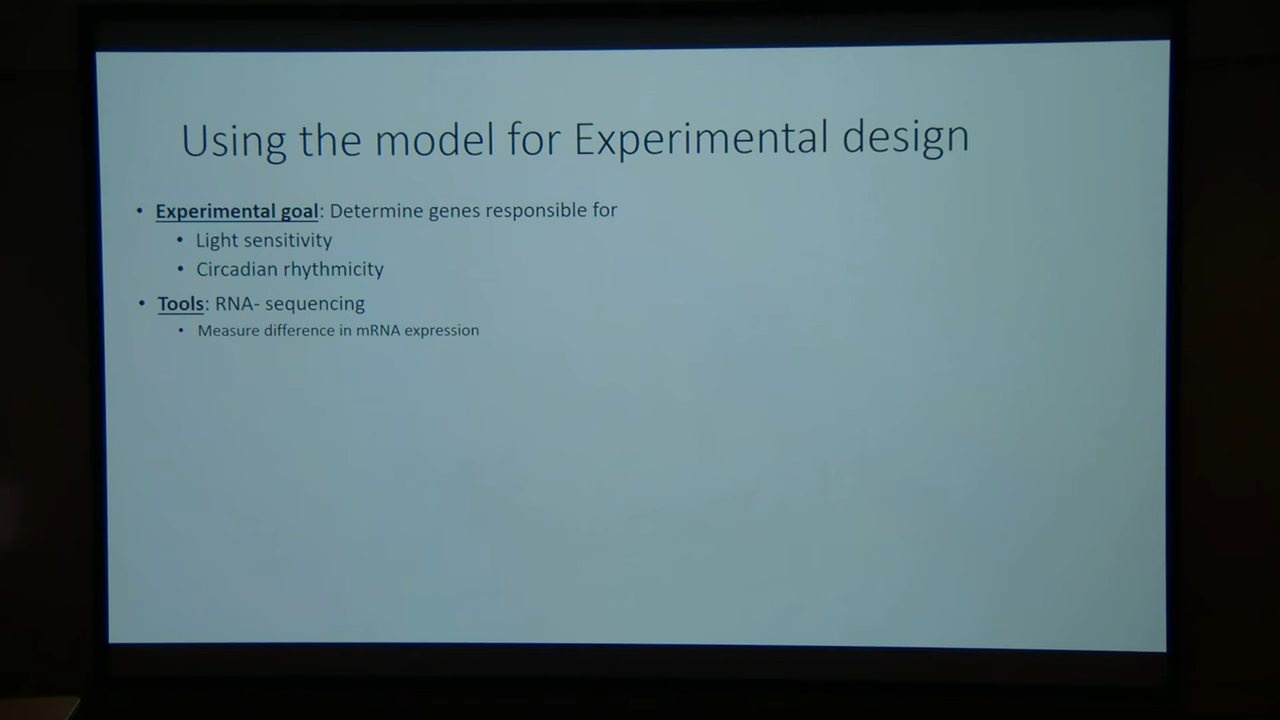 Using the model for Experimental design
• Experimental goal: Determine genes responsible for
• Light sensitivity
• Circadian rhythmicity
• Tools: RNA- sequencing
• Measure difference in mRNA expression